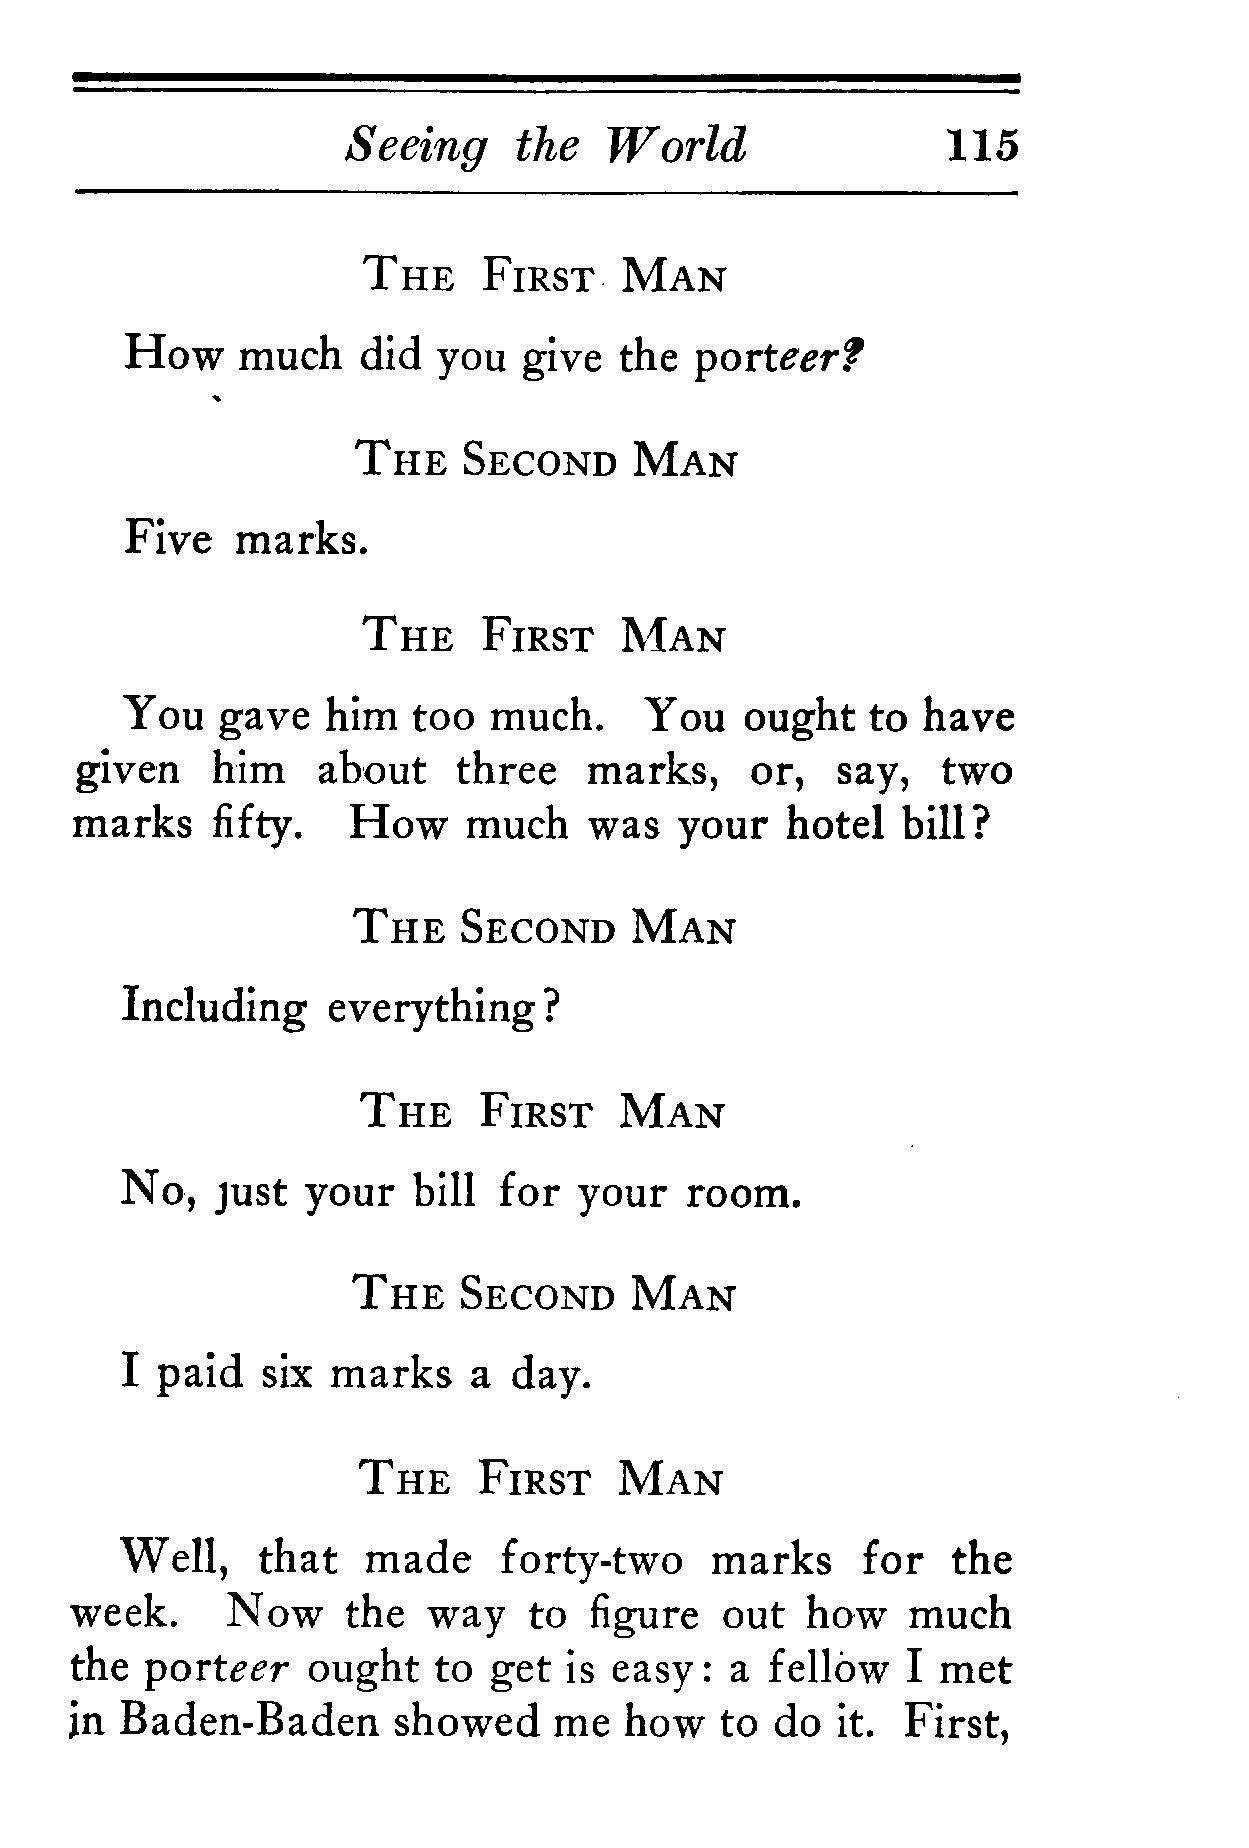 Seeing the World 115
THE FIRST MAN
How much did you give the porteer?
THE SECOND MAN
Five marks.
THE FIRST MAN
You gave him too much. You ought to have
given him about three marks, or, say, two
marks fifty. How much was your hotel bill?
THE SECOND MAN
Including everything?
THE FIRST MAN
No, just your bill for your room.
THE SECOND MAN
I paid six marks a day.
THE FIRST MAN
Well, that made forty-two marks for the
week. Now the way to figure out how much
the porteer ought to get is easy: a fellow I met
in Baden-Baden showed me how to do it. First,